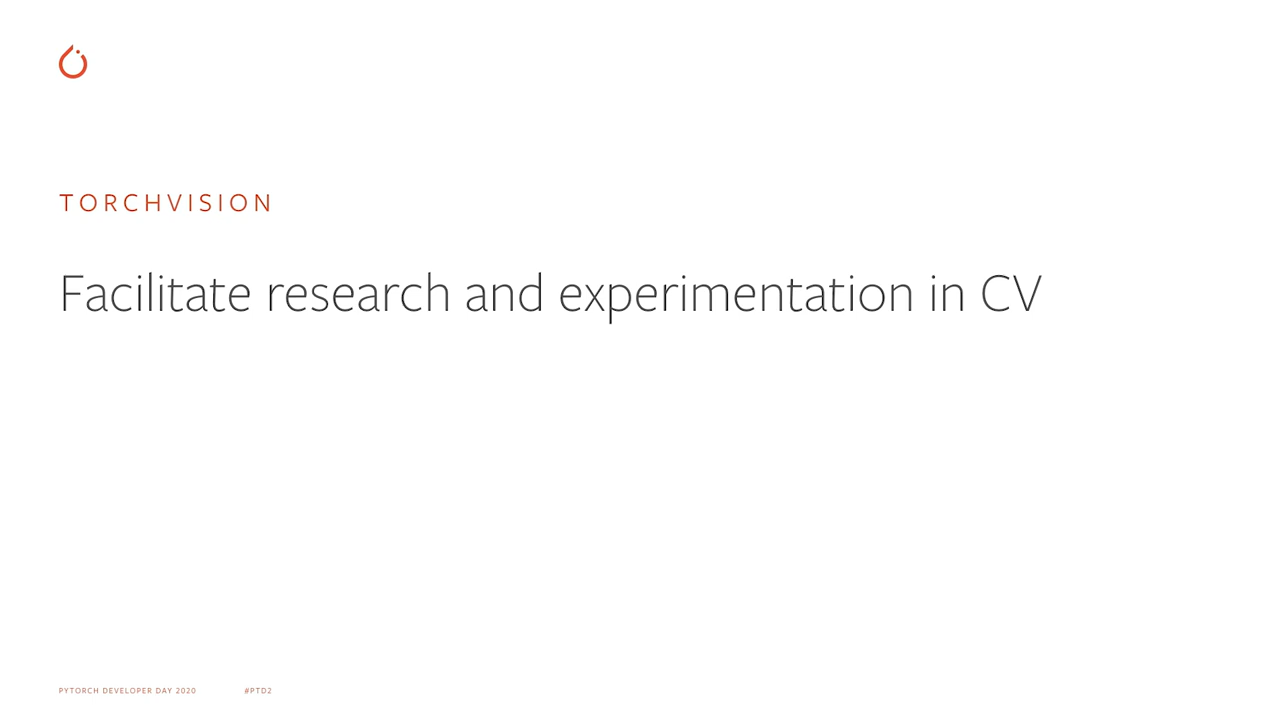 TORCHVISION
Facilitate research and experimentation in CV
PYTORCH DEVELOPER DAY 2020 #PTD2